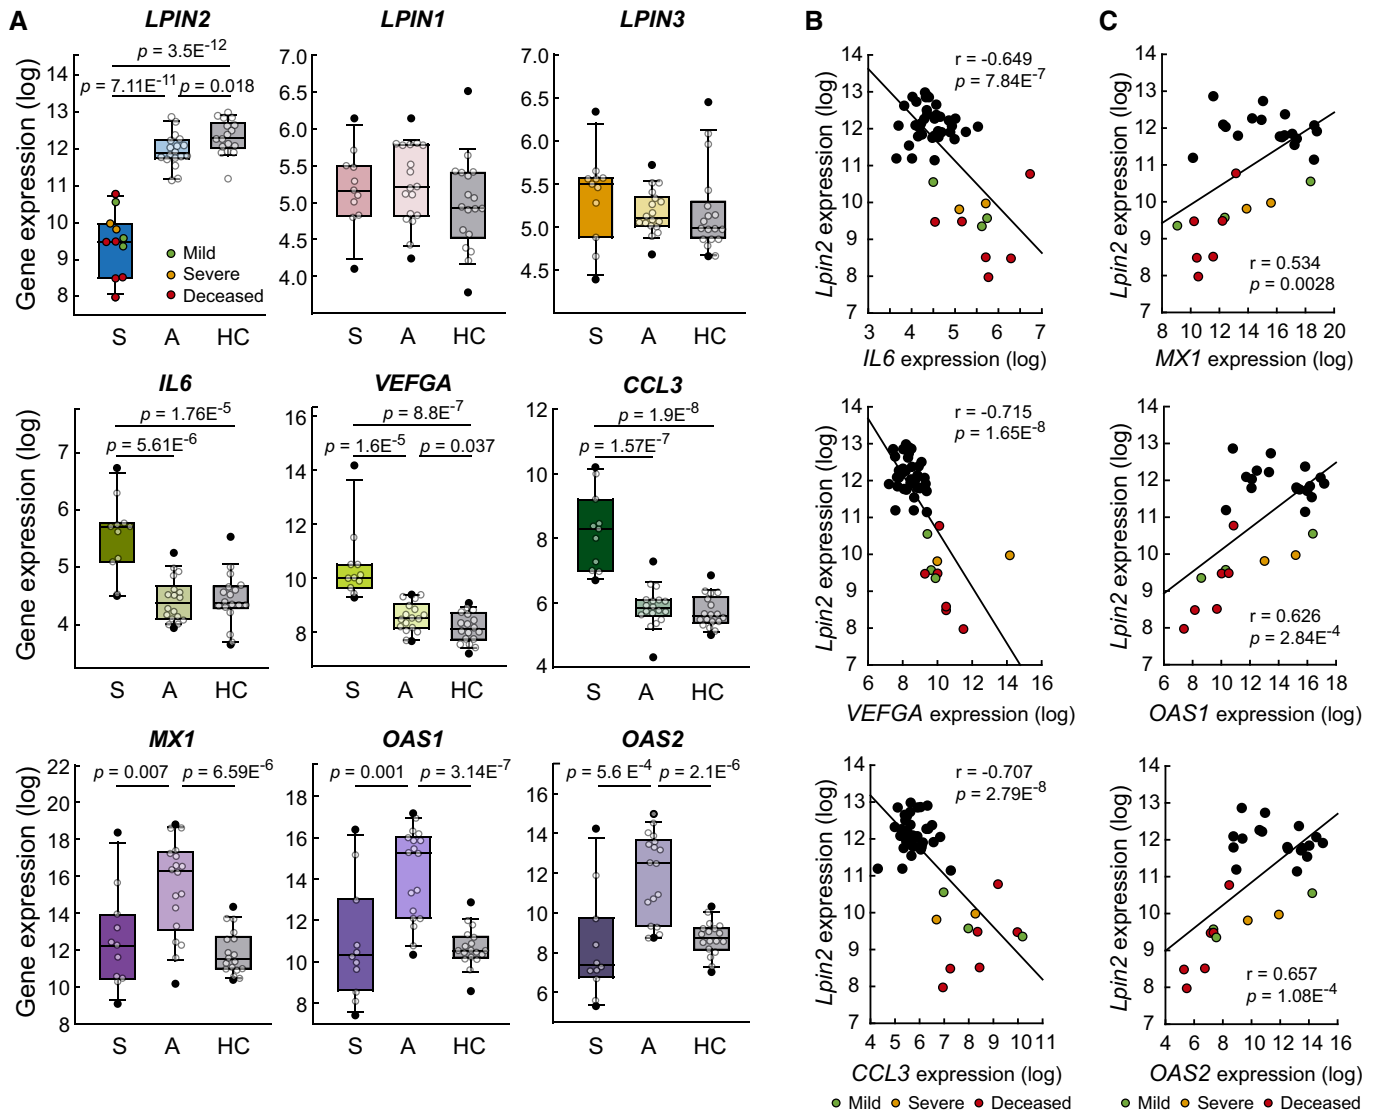 A
LPIN2
LPIN1
LPIN3
B
C
Gene expression (log)
14
13
12
11
10
9
8
p = 3.5E-12
p = 7.11E-11
p = 0.018
Mild
Severe
Deceased
S
A
HC
7.0
6.5
6.0
5.5
5.0
4.5
4.0
S
A
HC
7.0
6.5
6.0
5.5
5.0
4.5
S
A
HC
Lpin2 expression (log)
14
13
12
11
10
9
8
7
r = -0.649
p = 7.84E-7
3 4 5 6 7
IL6 expression (log)
Lpin2 expression (log)
14
13
12
11
10
9
8
7
r = 0.534
p = 0.0028
8 10 12 14 16 18 20
MX1 expression (log)
IL6
VEFGA
CCL3
Gene expression (log)
7
6
5
4
p = 1.76E-5
p = 5.61E-6
S
A
HC
16
14
12
10
8
p = 8.8E-7
p = 1.6E-5
p = 0.037
S
A
HC
12
10
8
6
4
p = 1.9E-8
p = 1.57E-7
S
A
HC
Lpin2 expression (log)
14
13
12
11
10
9
8
7
r = -0.715
p = 1.65E-8
6 8 10 12 14 16
VEFGA expression (log)
Lpin2 expression (log)
14
13
12
11
10
9
8
7
r = 0.626
p = 2.84E-4
6 8 10 12 14 16 18
OAS1 expression (log)
MX1
OAS1
OAS2
Gene expression (log)
22
20
18
16
14
12
10
8
p = 0.007
p = 6.59E-6
S
A
HC
18
16
14
12
10
8
p = 0.001
p = 3.14E-7
S
A
HC
16
14
12
10
8
6
p = 5.6 E-4
p = 2.1E-6
S
A
HC
Lpin2 expression (log)
14
13
12
11
10
9
8
7
r = -0.707
p = 2.79E-8
4 5 6 7 8 9 10 11
CCL3 expression (log)
Lpin2 expression (log)
14
13
12
11
10
9
8
7
r = 0.657
p = 1.08E-4
4 6 8 10 12 14 16
OAS2 expression (log)
Mild Severe Deceased
Mild Severe Deceased